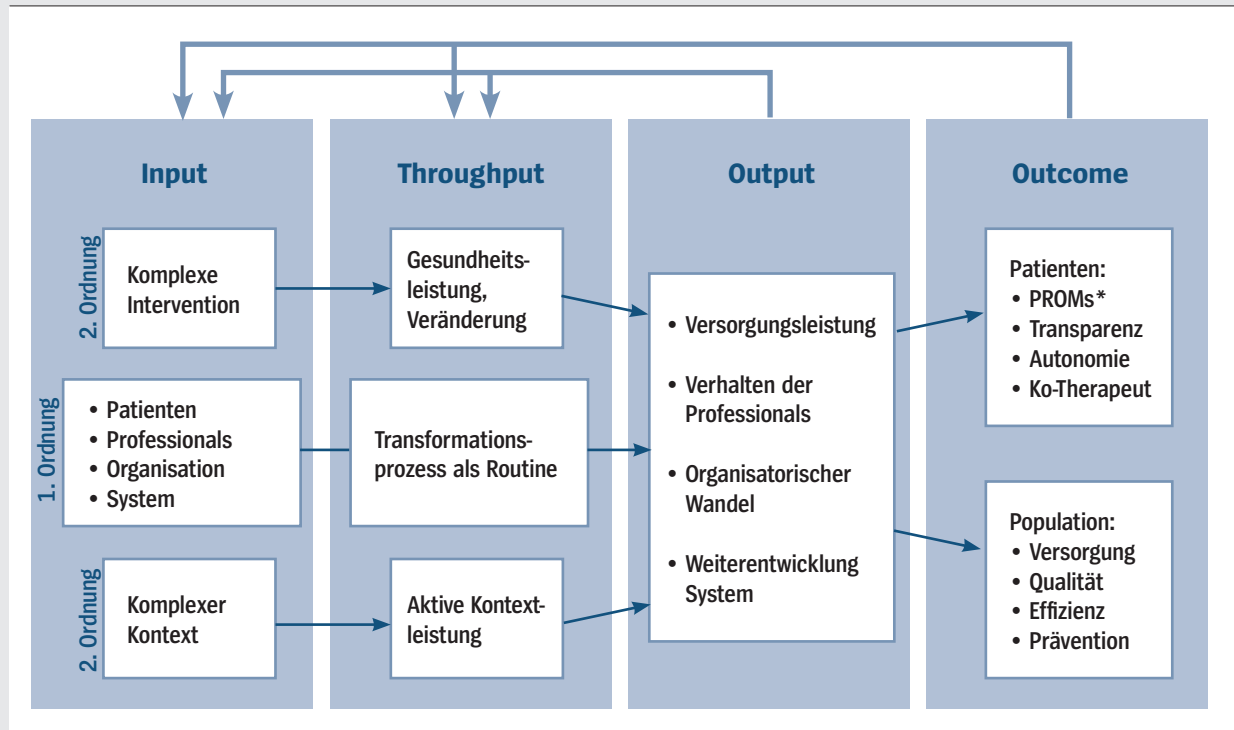 Input
2. Ordnung
Komplexe
Intervention
1. Ordnung
• Patienten
• Professionals
• Organisation
• System
2. Ordnung
Komplexer
Kontext
Throughput
Gesundheits-
leistung,
Veränderung
Transformations-
prozess als Routine
Aktive Kontext-
leistung
Output
• Versorgungsleistung
• Verhalten der
Professionals
• Organisatorischer
Wandel
• Weiterentwicklung
System
Outcome
Patienten:
• PROMs*
• Transparenz
• Autonomie
• Ko-Therapeut
Population:
• Versorgung
• Qualität
• Effizienz
• Prävention